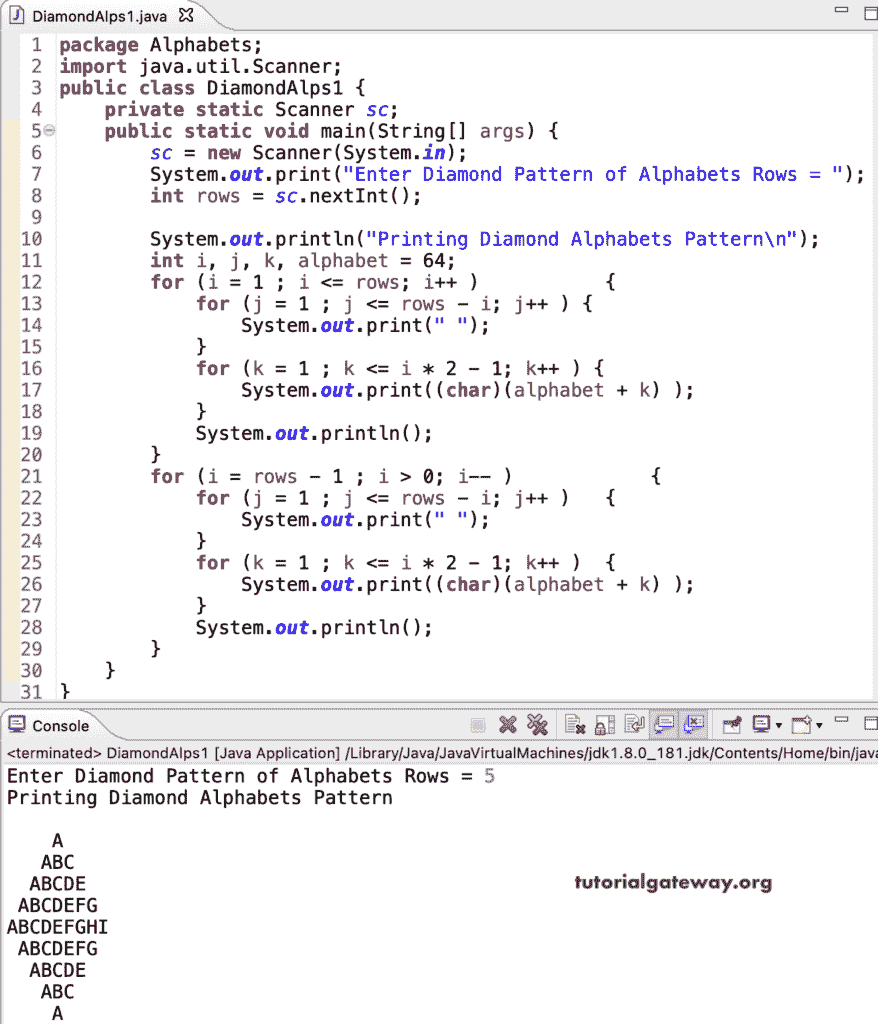 DiamondAlps1.java
1 package Alphabets;
2 import java.util.Scanner;
3 public class DiamondAlps1 {
4     private static Scanner sc;
5     public static void main(String[] args) {
6         sc = new Scanner(System.in);
7         System.out.print("Enter Diamond Pattern of Alphabets Rows = ");
8         int rows = sc.nextInt();
9
10         System.out.println("Printing Diamond Alphabets Pattern\n");
11         int i, j, k, alphabet = 64;
12         for (i = 1 ; i <= rows; i++ )           {
13             for (j = 1 ; j <= rows - i; j++ ) {
14                 System.out.print(" ");
15             }
16             for (k = 1 ; k <= i * 2 - 1; k++ ) {
17                 System.out.print((char)(alphabet + k) );
18             }
19             System.out.println();
20         }
21         for (i = rows - 1 ; i > 0; i-- )            {
22             for (j = 1 ; j <= rows - i; j++ )   {
23                 System.out.print(" ");
24             }
25             for (k = 1 ; k <= i * 2 - 1; k++ )  {
26                 System.out.print((char)(alphabet + k) );
27             }
28             System.out.println();
29         }
30     }
31 }
Console
<terminated> DiamondAlps1 [Java Application] /Library/Java/JavaVirtualMachines/jdk1.8.0_181.jdk/Contents/Home/bin/java
Enter Diamond Pattern of Alphabets Rows = 5
Printing Diamond Alphabets Pattern

    A
   ABC
  ABCDE
tutorialgateway.org
 ABCDEFG
ABCDEFGHI
 ABCDEFG
  ABCDE
   ABC
    A